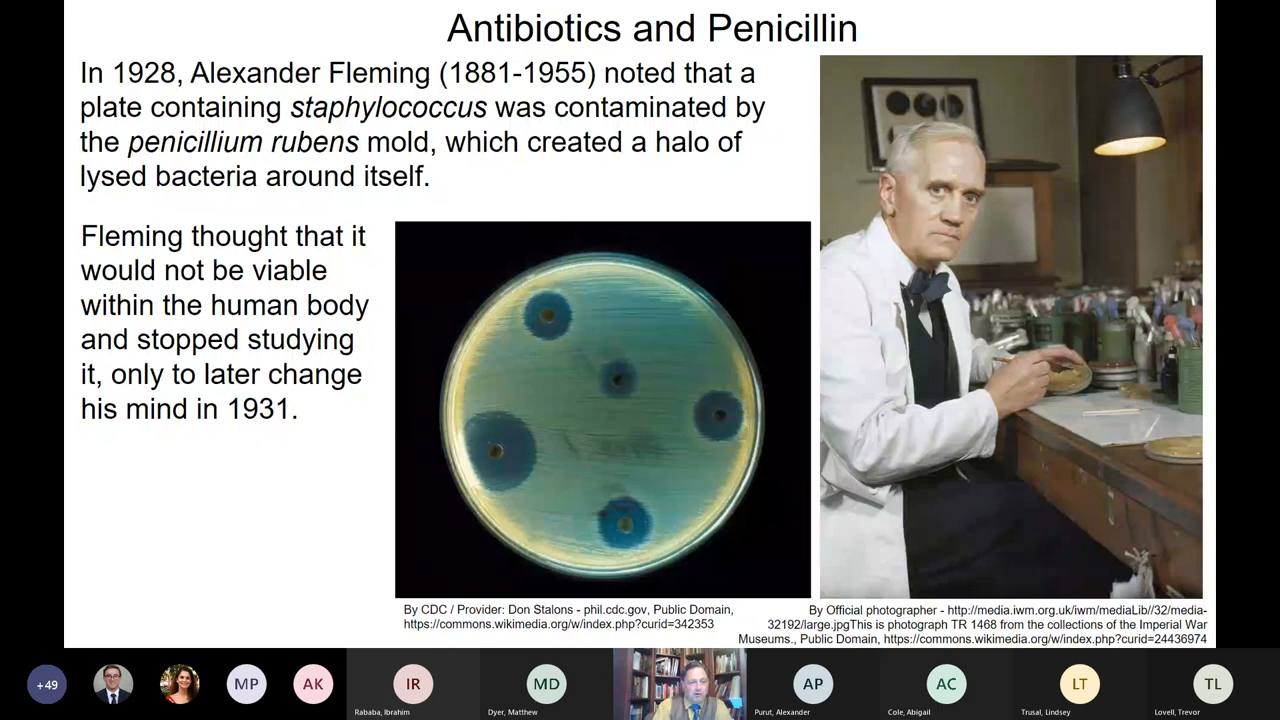 Antibiotics and Penicillin
In 1928, Alexander Fleming (1881-1955) noted that a
plate containing staphylococcus was contaminated by
the penicillium rubens mold, which created a halo of
lysed bacteria around itself.
Fleming thought that it
would not be viable
within the human body
and stopped studying
it, only to later change
his mind in 1931.
By CDC / Provider: Don Stalons - phil.cdc.gov, Public Domain,
https://commons.wikimedia.org/w/index.php?curid=342353
By Official photographer - http://media.iwm.org.uk/iwm/mediaLib//32/media-
32192/large.jpgThis is photograph TR 1468 from the collections of the Imperial War
Museums., Public Domain, https://commons.wikimedia.org/w/index.php?curid=24436974
+49
MP
AK
IR
Rababa, Ibrahim
MD
Dyer, Matthew
AP
Purut, Alexander
AC
Cole, Abigail
LT
Trusal, Lindsey
TL
Lovell, Trevor